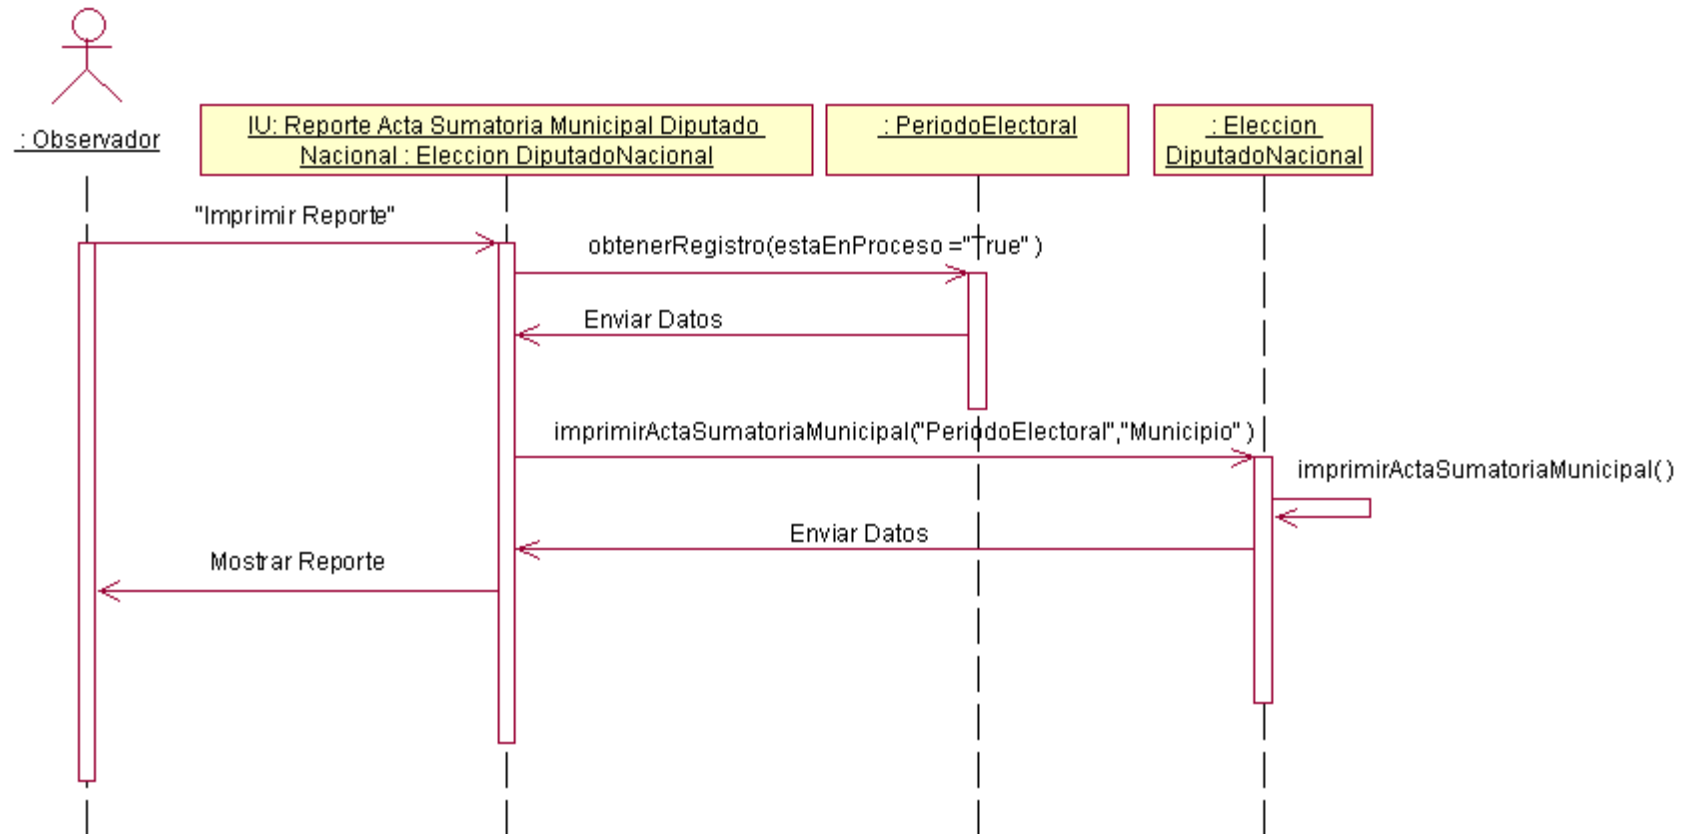 : Observador
IU: Reporte Acta Sumatoria Municipal Diputado
Nacional : Eleccion DiputadoNacional
: PeriodoElectoral
: Eleccion
DiputadoNacional
"Imprimir Reporte"
obtenerRegistro(estaEnProceso ="True" )
Enviar Datos
imprimirActaSumatoriaMunicipal("PeriodoElectoral","Municipio" )
imprimirActaSumatoriaMunicipal( )
Enviar Datos
Mostrar Reporte